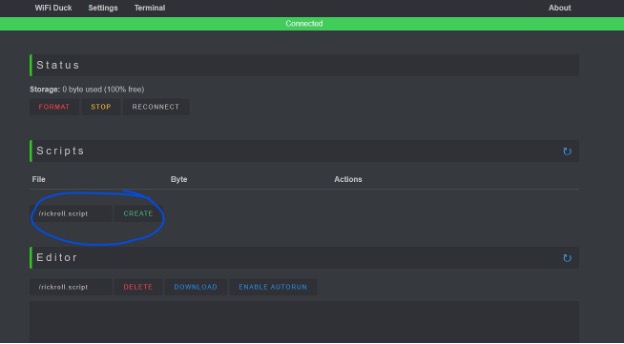 WiFi Duck Settings Terminal About
Connected
Status
Storage: 0 byte used (100% free)
FORMAT STOP RECONNECT
Scripts
File Byte Actions
/rickroll.script CREATE
Editor
/rickroll.script DELETE DOWNLOAD ENABLE AUTORUN